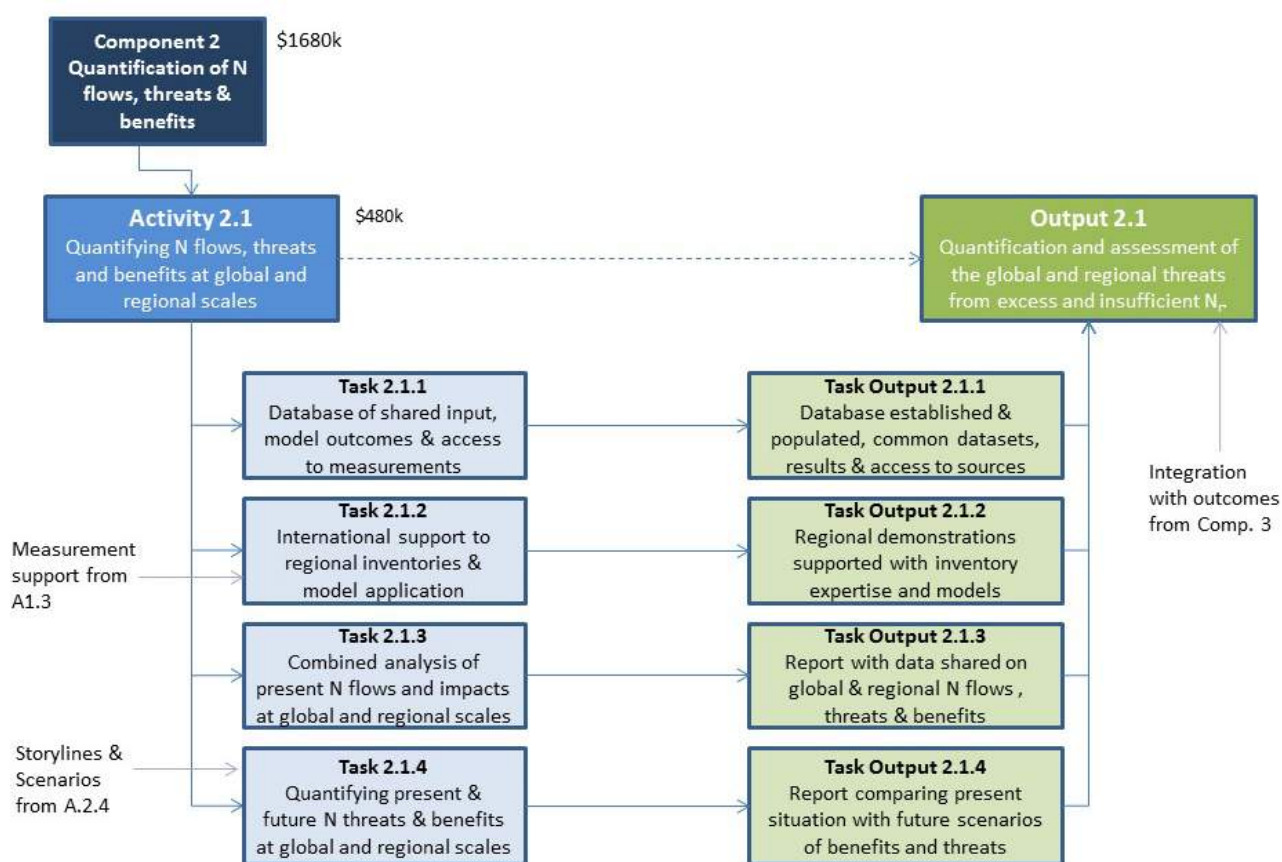 Component 2
Quantification of N
flows, threats &
benefits
$1680k
Activity 2.1
Quantifying N flows, threats
and benefits at global and
regional scales
$480k
Output 2.1
Quantification and assessment of
the global and regional threats
from excess and insufficient Nr.
Task 2.1.1
Database of shared input,
model outcomes & access
to measurements
Task Output 2.1.1
Database established &
populated, common datasets,
results & access to sources
Integration
with outcomes
from Comp. 3
Measurement
support from
A1.3
Task 2.1.2
International support to
regional inventories &
model application
Task Output 2.1.2
Regional demonstrations
supported with inventory
expertise and models
Task 2.1.3
Combined analysis of
present N flows and impacts
at global and regional scales
Task Output 2.1.3
Report with data shared on
global & regional N flows ,
threats & benefits
Storylines &
Scenarios
from A.2.4
Task 2.1.4
Quantifying present &
future N threats & benefits
at global and regional scales
Task Output 2.1.4
Report comparing present
situation with future scenarios
of benefits and threats